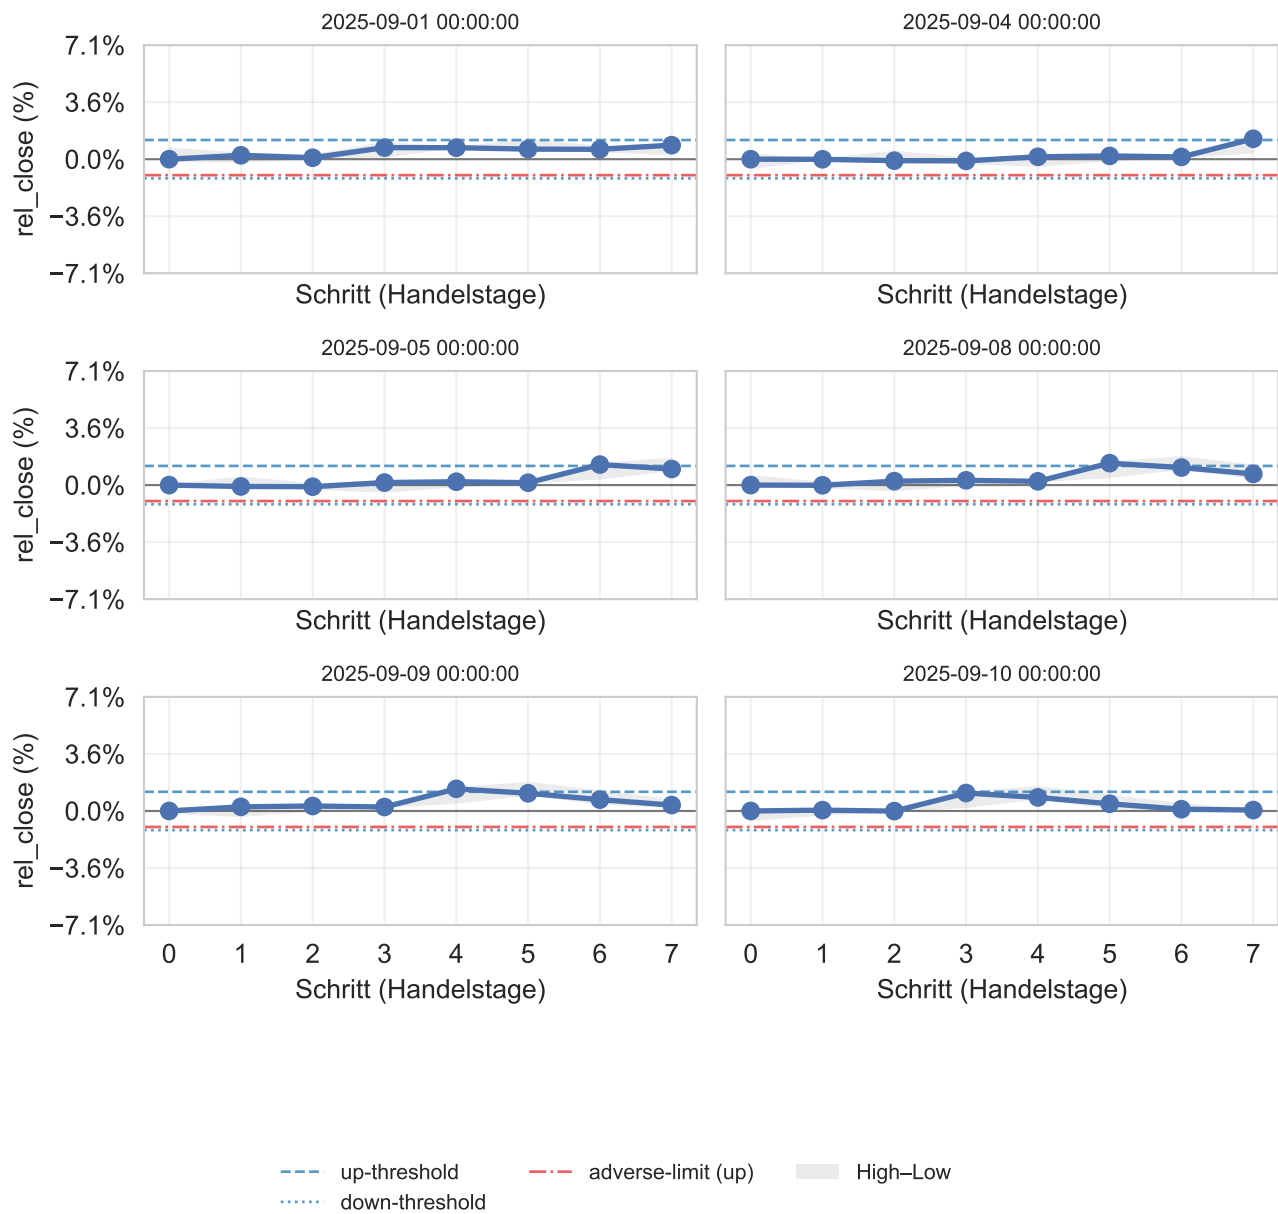 2025-09-01 00:00:00
2025-09-04 00:00:00
7.1%
3.6%
0.0%
−3.6%
−7.1%
rel_close (%)
Schritt (Handelstage)
Schritt (Handelstage)
2025-09-05 00:00:00
2025-09-08 00:00:00
7.1%
3.6%
0.0%
−3.6%
−7.1%
rel_close (%)
Schritt (Handelstage)
Schritt (Handelstage)
2025-09-09 00:00:00
2025-09-10 00:00:00
7.1%
3.6%
0.0%
−3.6%
−7.1%
rel_close (%)
0 1 2 3 4 5 6 7
0 1 2 3 4 5 6 7
Schritt (Handelstage)
Schritt (Handelstage)
up-threshold
down-threshold
adverse-limit (up)
High–Low